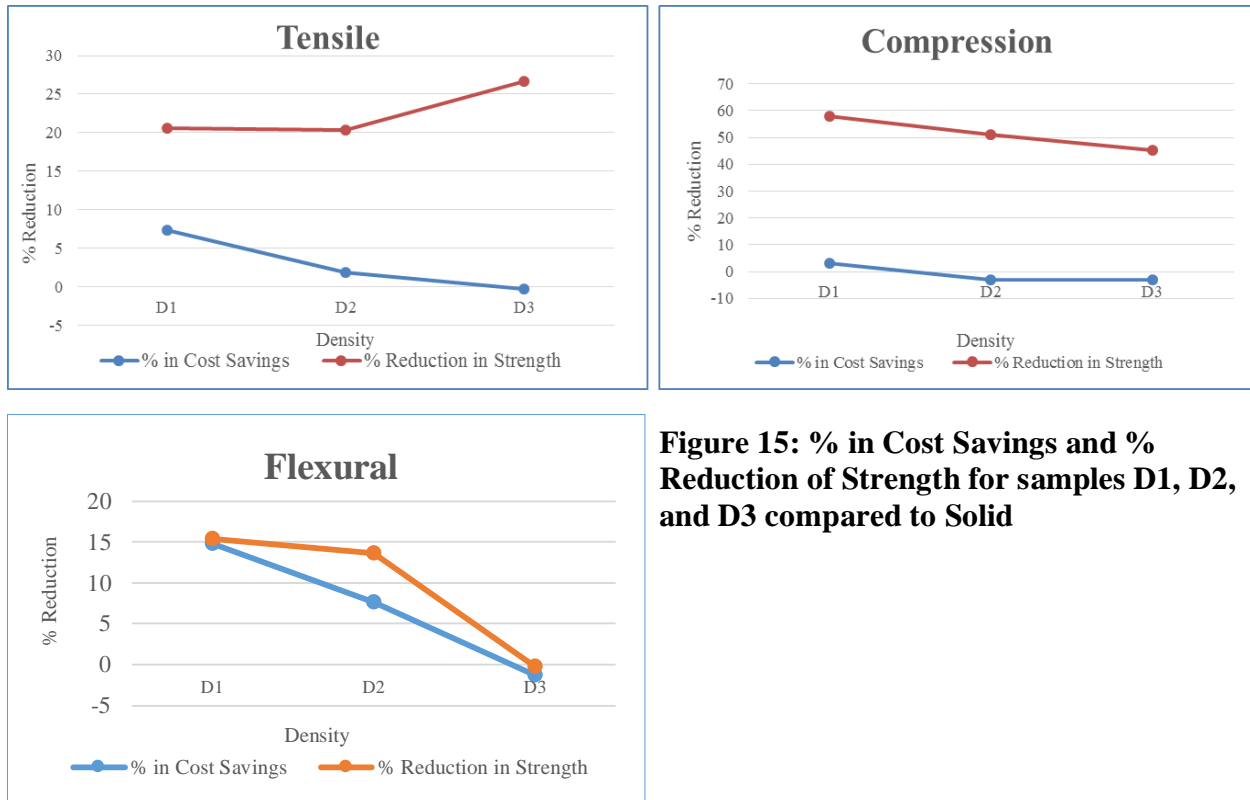 Tensile
30
25
20
15
10
5
0
-5
% Reduction
D1 D2 D3
Density
% in Cost Savings % Reduction in Strength
Compression
70
60
50
40
30
20
10
0
-10
% Reduction
D1 D2 D3
Density
% in Cost Savings % Reduction in Strength
Flexural
20
15
10
5
0
-5
% Reduction
D1 D2 D3
Density
% in Cost Savings % Reduction in Strength
Figure 15: % in Cost Savings and %
Reduction of Strength for samples D1, D2,
and D3 compared to Solid